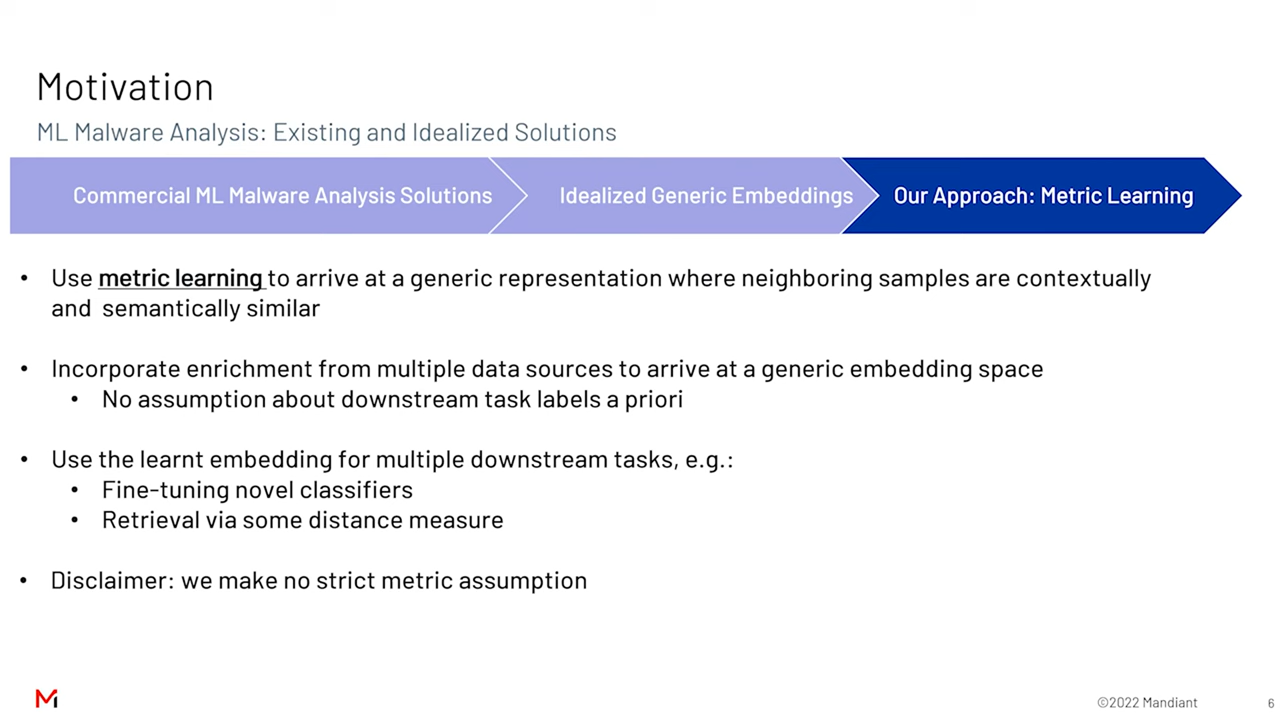 Motivation
ML Malware Analysis: Existing and Idealized Solutions
Commercial ML Malware Analysis Solutions
Idealized Generic Embeddings
Our Approach: Metric Learning
• Use metric learning to arrive at a generic representation where neighboring samples are contextually
and semantically similar
• Incorporate enrichment from multiple data sources to arrive at a generic embedding space
• No assumption about downstream task labels a priori
• Use the learnt embedding for multiple downstream tasks, e.g.:
• Fine-tuning novel classifiers
• Retrieval via some distance measure
• Disclaimer: we make no strict metric assumption
©2022 Mandiant
6